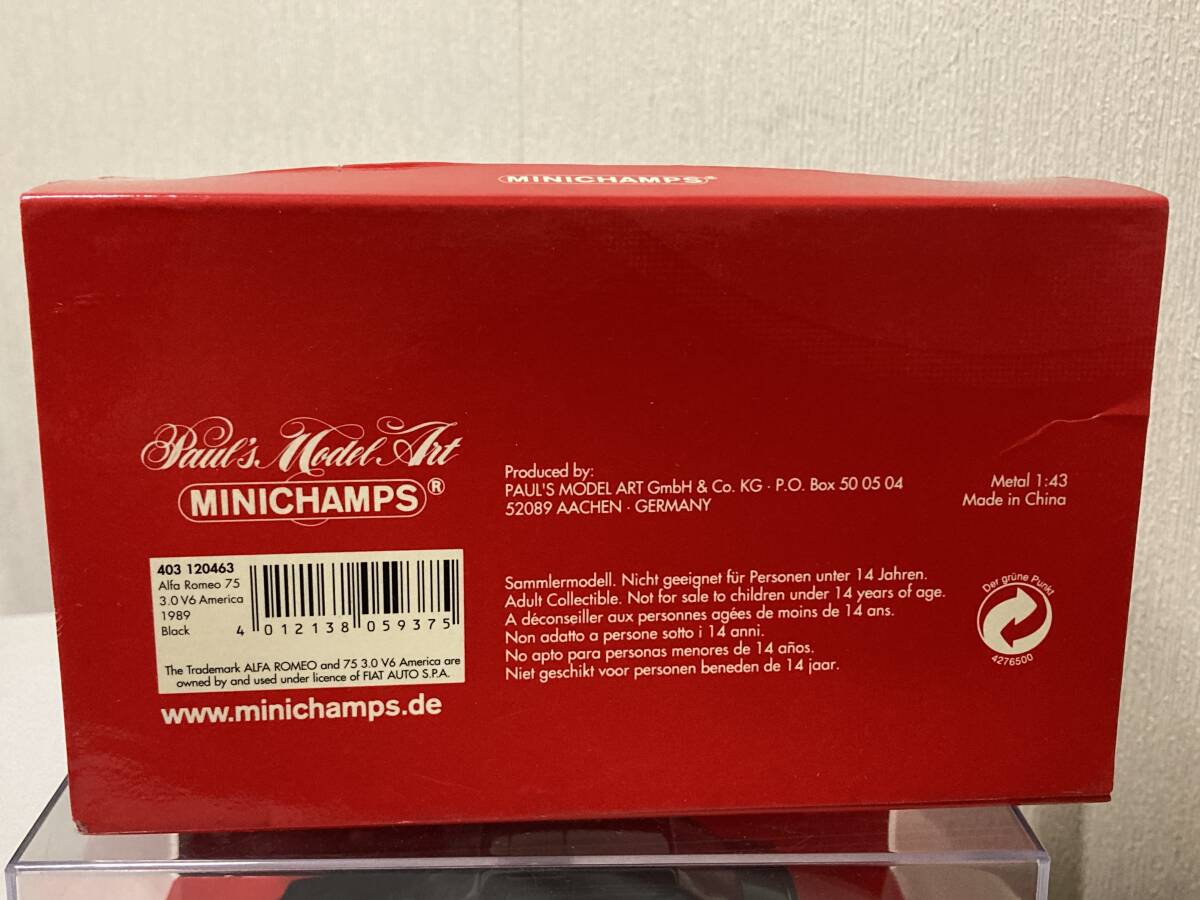 MINICHAMPS®
Paul's Model Art
MINICHAMPS®
403 120463
Alfa Romeo 75
3.0 V6 America
1989
Black
4 012138 059375
The Trademark ALFA ROMEO and 75 3.0 V6 America are
owned by and used under licence of FIAT AUTO S.P.A.
www.minichamps.de
Produced by:
PAUL'S MODEL ART GmbH & Co. KG · P.O. Box 50 05 04
52089 AACHEN · GERMANY
Metal 1:43
Made in China
Sammlermodell. Nicht geeignet für Personen unter 14 Jahren.
Adult Collectible. Not for sale to children under 14 years of age.
A déconseiller aux personnes agées de moins de 14 ans.
Non adatto a persone sotto i 14 anni.
No apto para personas menores de 14 años.
Niet geschikt voor personen beneden de 14 jaar.
Der grüne Punkt
4276500